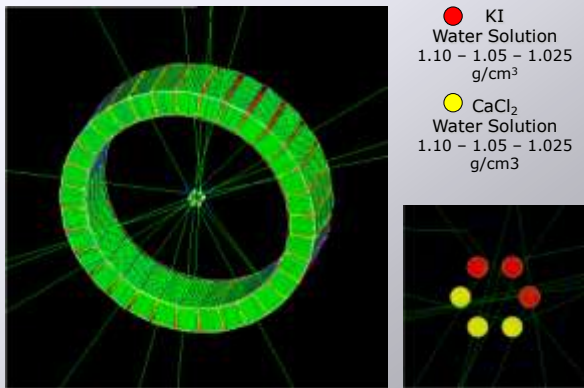 KI
Water Solution
1.10 – 1.05 – 1.025
g/cm³
CaCl₂
Water Solution
1.10 – 1.05 – 1.025
g/cm3